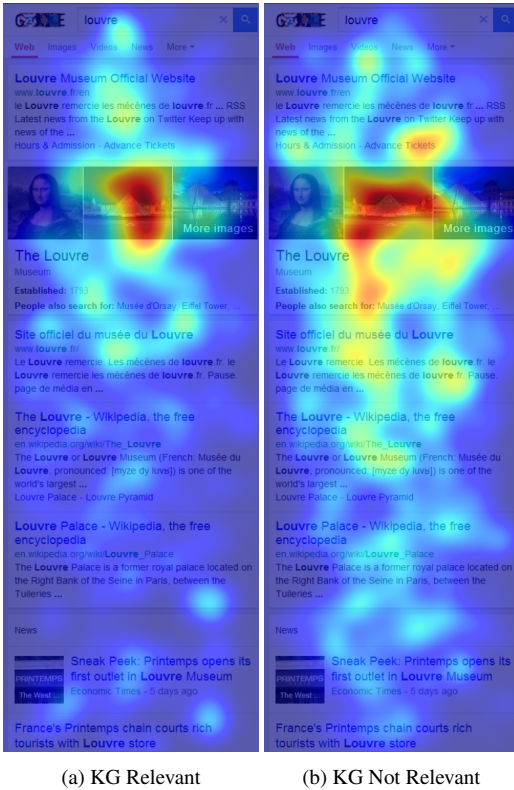 Google louvre
Web Images Videos News More
Louvre Museum Official Website
www.louvre.fr/en
le Louvre remercie les mécènes de louvre.fr ... RSS
Latest news from the Louvre on Twitter Keep up with
news of the ...
Hours & Admission - Advance Tickets
More images
The Louvre
Museum
Established: 1793
People also search for: Musée d'Orsay, Eiffel Tower, ...
Site officiel du musée du Louvre
www.louvre.fr/
Le Louvre remercie. Les mécènes de louvre.fr. le
Louvre remercie les mécènes de louvre.fr. Pause.
page de média en ...
The Louvre - Wikipedia, the free
encyclopedia
en.wikipedia.org/wiki/The_Louvre
The Louvre or Louvre Museum (French: Musée du
Louvre, pronounced: [myze dy luvʁ]) is one of the
world's largest ...
Louvre Palace - Louvre Pyramid
Louvre Palace - Wikipedia, the free
encyclopedia
en.wikipedia.org/wiki/Louvre_Palace
The Louvre Palace is a former royal palace located on
the Right Bank of the Seine in Paris, between the
Tuileries ...
News
PRINTEMPS
The West ...
Sneak Peek: Printemps opens its
first outlet in Louvre Museum
Economic Times - 5 days ago
France's Printemps chain courts rich
tourists with Louvre store
(a) KG Relevant
Google louvre
Web Images Videos News More
Louvre Museum Official Website
www.louvre.fr/en
le Louvre remercie les mécènes de louvre.fr ... RSS
Latest news from the Louvre on Twitter Keep up with
news of the ...
Hours & Admission - Advance Tickets
More images
The Louvre
Museum
Established: 1793
People also search for: Musée d'Orsay, Eiffel Tower, ...
Site officiel du musée du Louvre
www.louvre.fr/
Le Louvre remercie. Les mécènes de louvre.fr. le
Louvre remercie les mécènes de louvre.fr. Pause.
page de média en ...
The Louvre - Wikipedia, the free
encyclopedia
en.wikipedia.org/wiki/The_Louvre
The Louvre or Louvre Museum (French: Musée du
Louvre, pronounced: [myze dy luvʁ]) is one of the
world's largest ...
Louvre Palace - Louvre Pyramid
Louvre Palace - Wikipedia, the free
encyclopedia
en.wikipedia.org/wiki/Louvre_Palace
The Louvre Palace is a former royal palace located on
the Right Bank of the Seine in Paris, between the
Tuileries ...
News
PRINTEMPS
The West ...
Sneak Peek: Printemps opens its
first outlet in Louvre Museum
Economic Times - 5 days ago
France's Printemps chain courts rich
tourists with Louvre store
(b) KG Not Relevant